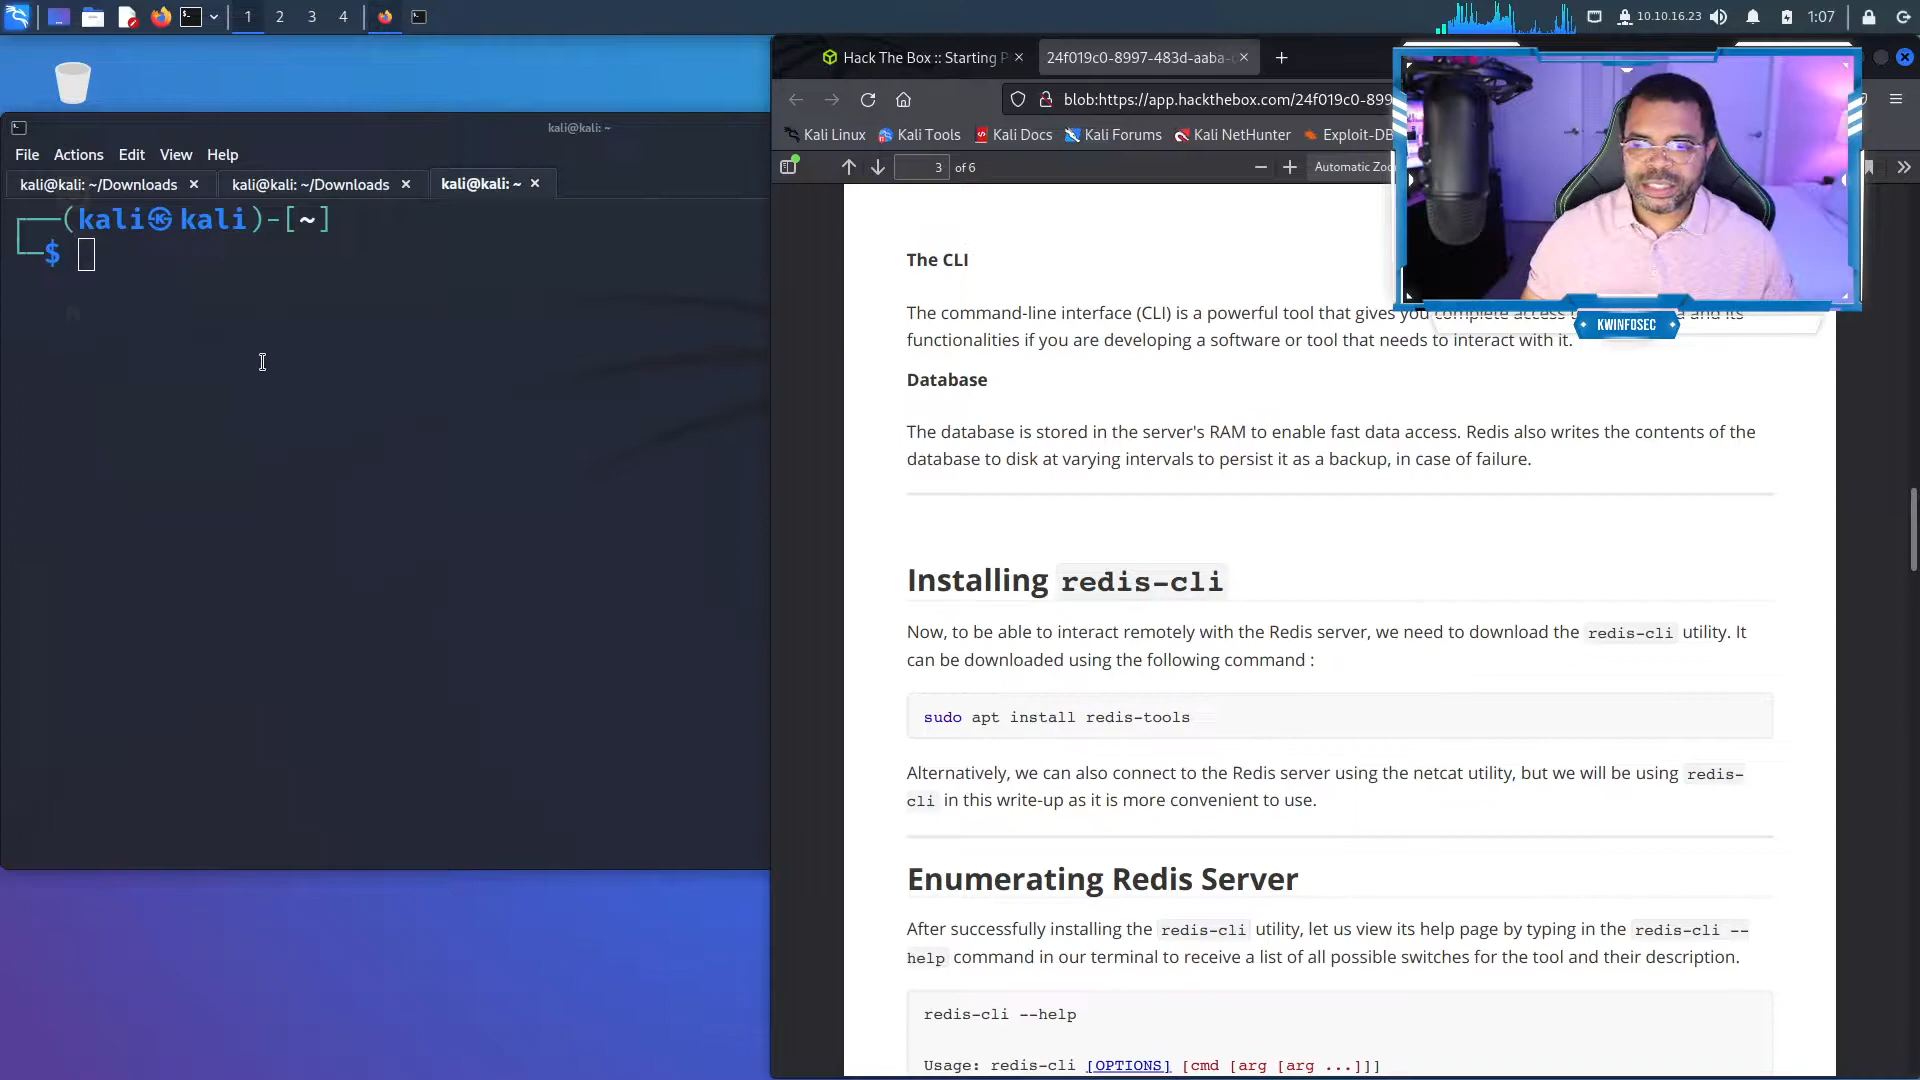 1 2 3 4
10.10.16.23 1:07
Hack The Box :: Starting P
24f019c0-8997-483d-aaba-
blob:https://app.hackthebox.com/24f019c0-899
Kali Linux Kali Tools Kali Docs Kali Forums Kali NetHunter Exploit-DB
3 of 6 Automatic Zoo
kali@kali: ~
File Actions Edit View Help
kali@kali: ~/Downloads kali@kali: ~/Downloads kali@kali: ~
(kali㉿kali)-[~]
$
KWINFOSEC
The CLI
The command-line interface (CLI) is a powerful tool that gives you complete access and its
functionalities if you are developing a software or tool that needs to interact with it.
Database
The database is stored in the server's RAM to enable fast data access. Redis also writes the contents of the
database to disk at varying intervals to persist it as a backup, in case of failure.
Installing redis-cli
Now, to be able to interact remotely with the Redis server, we need to download the redis-cli utility. It
can be downloaded using the following command :
sudo apt install redis-tools
Alternatively, we can also connect to the Redis server using the netcat utility, but we will be using redis-
cli in this write-up as it is more convenient to use.
Enumerating Redis Server
After successfully installing the redis-cli utility, let us view its help page by typing in the redis-cli --
help command in our terminal to receive a list of all possible switches for the tool and their description.
redis-cli --help
Usage: redis-cli [OPTIONS] [cmd [arg [arg ...]]]